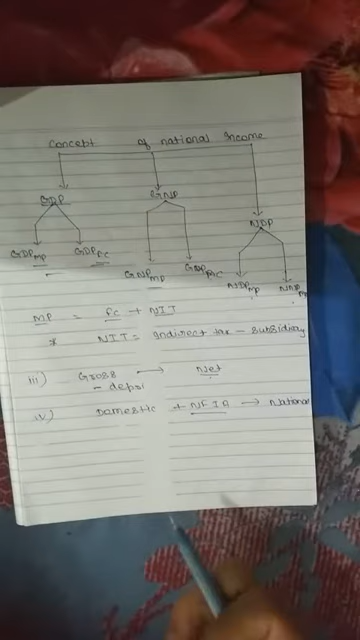 Concept of national Income
GDP GNP NDP
GDPMP GDPFC
GNPMP GNPFC NDPMP
MP = FC + NIT
* NIT = Indirect tax - subsidiary
iii) Gross ⟶ Net
- depri
iv) Domestic + NFIA ⟶ National